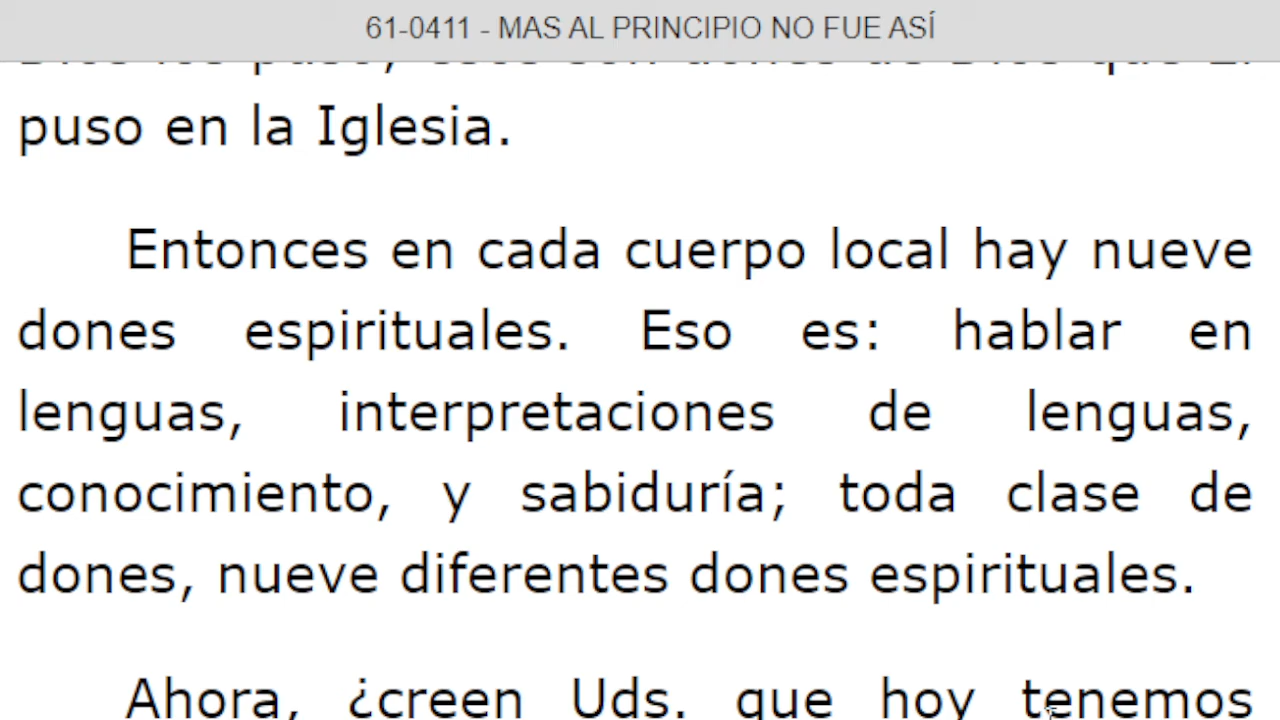 61-0411 - MAS AL PRINCIPIO NO FUE ASÍ
puso en la Iglesia.
Entonces en cada cuerpo local hay nueve
dones espirituales. Eso es: hablar en
lenguas, interpretaciones de lenguas,
conocimiento, y sabiduría; toda clase de
dones, nueve diferentes dones espirituales.
Ahora, ¿creen Uds. que hoy tenemos